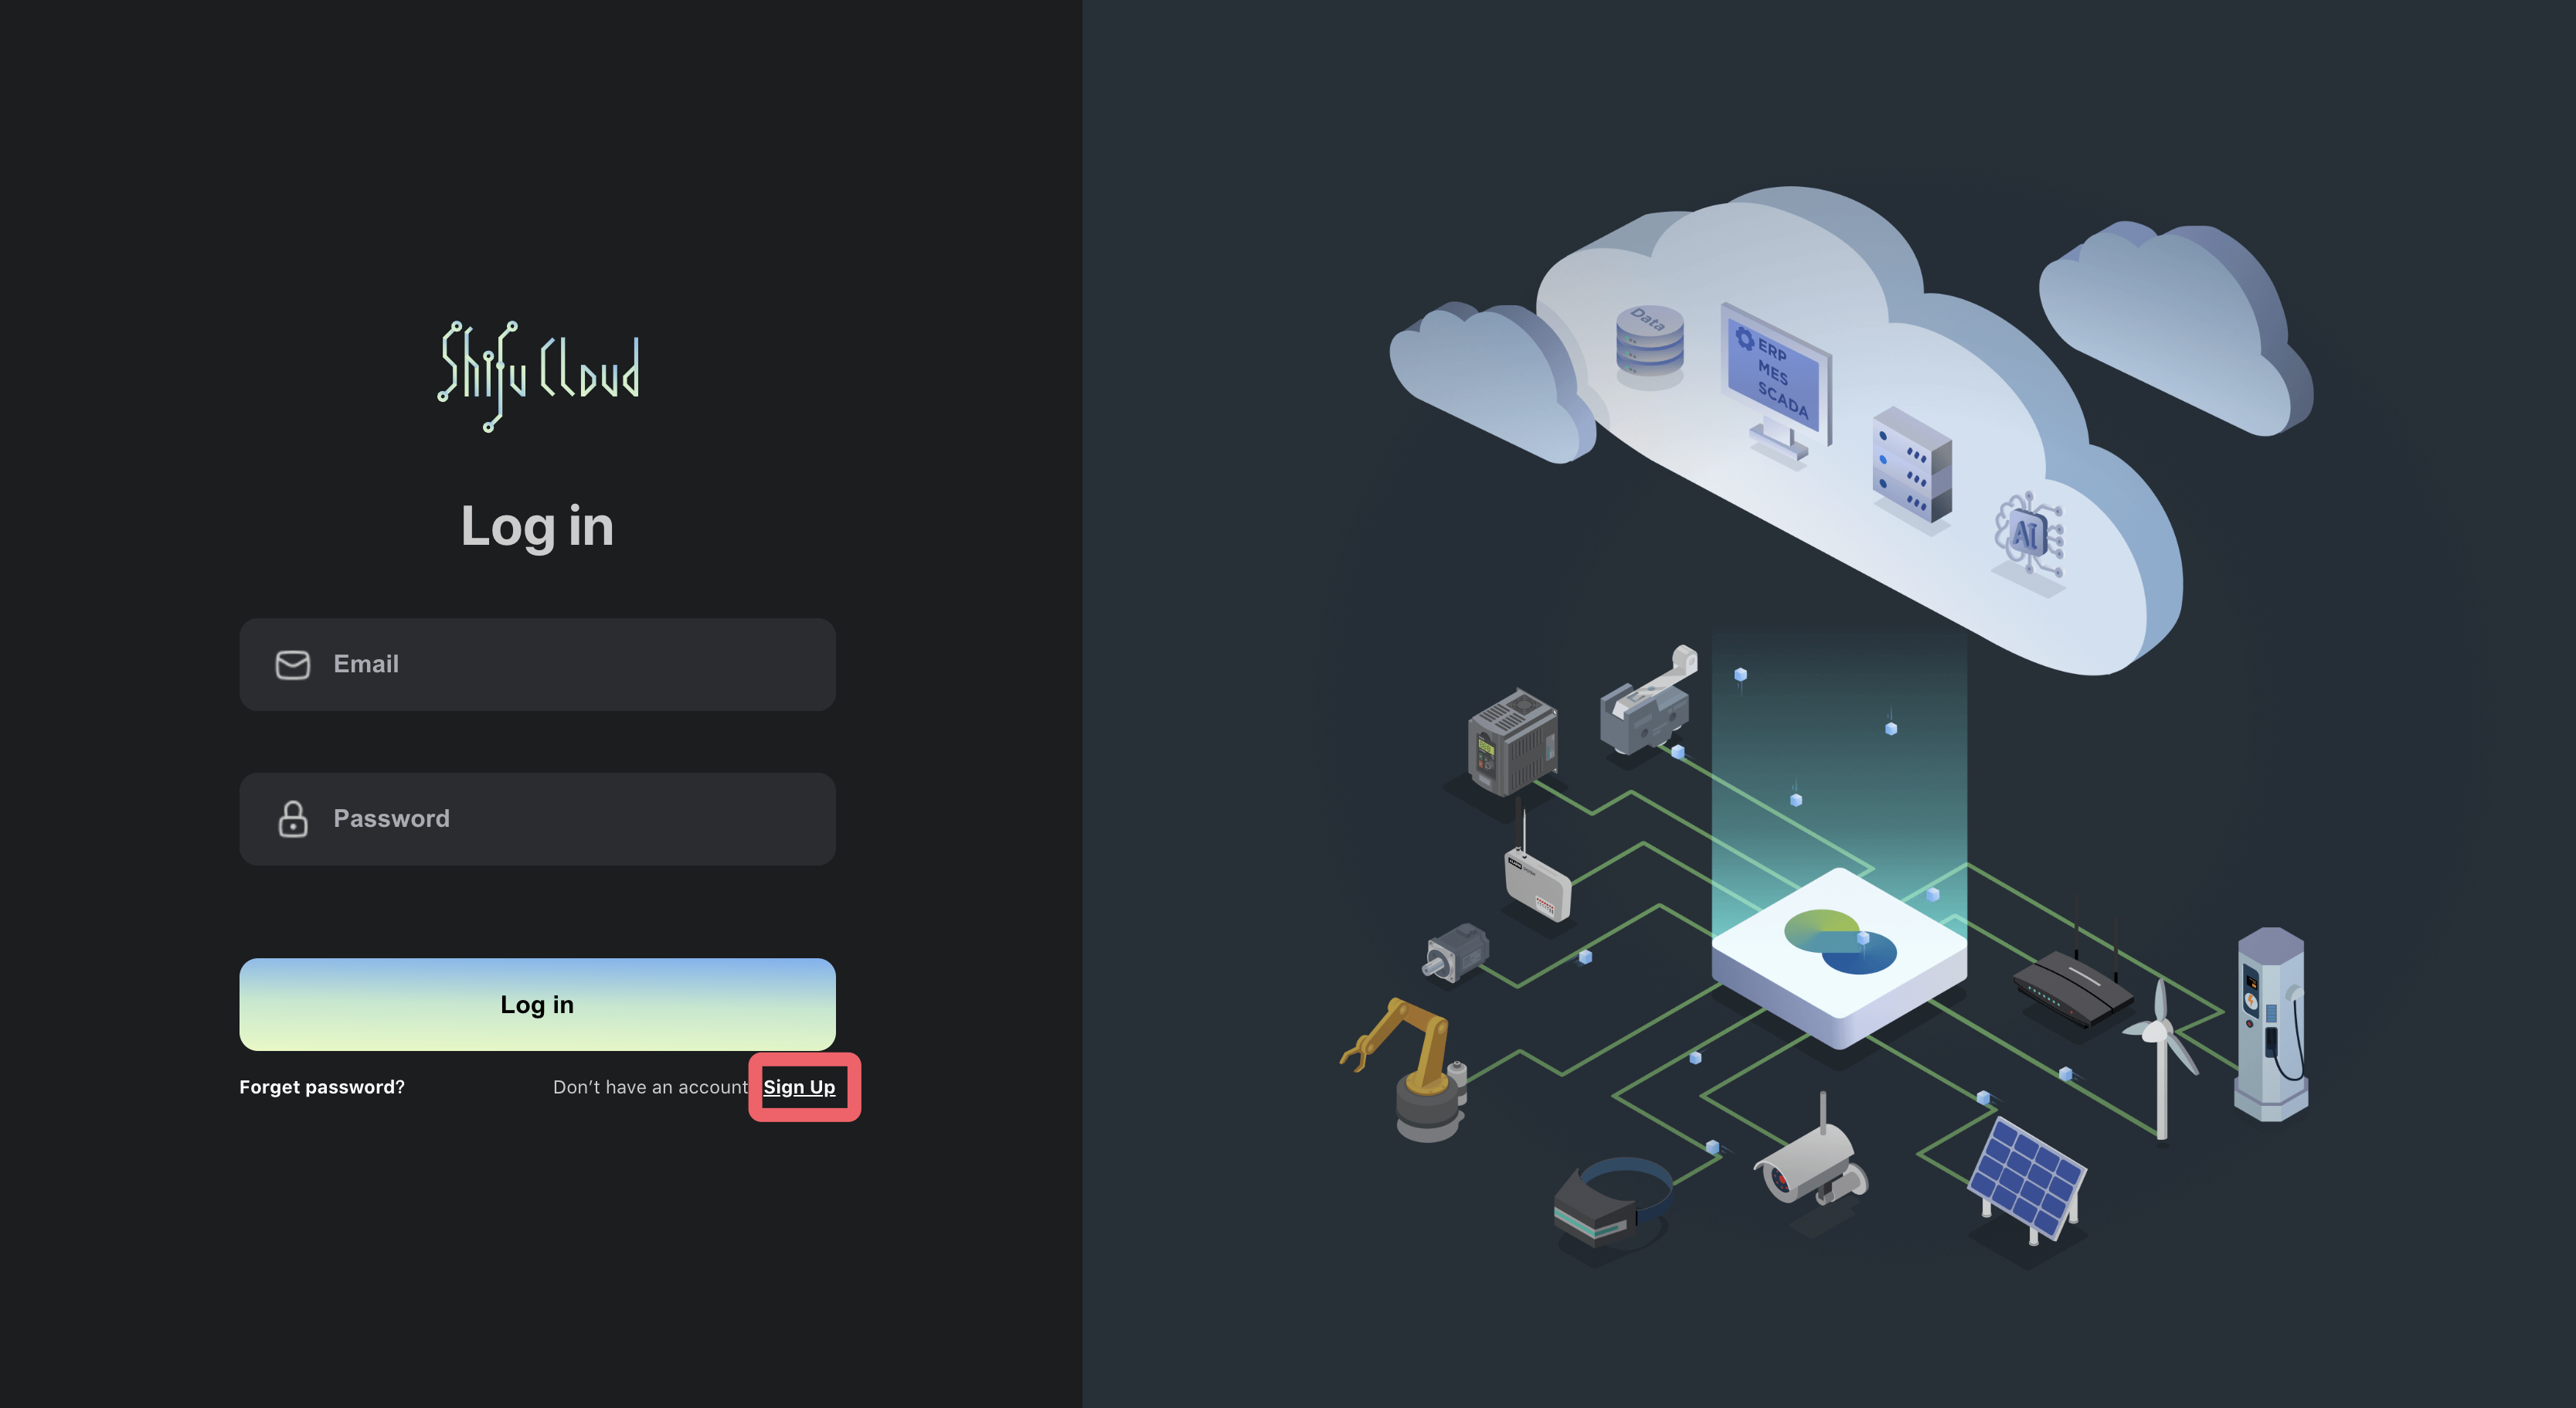 Shifu Cloud
Log in
Email
Password
Log in
Forget password?
Don’t have an account
Sign Up
Data
ERP
MES
SCADA
AI